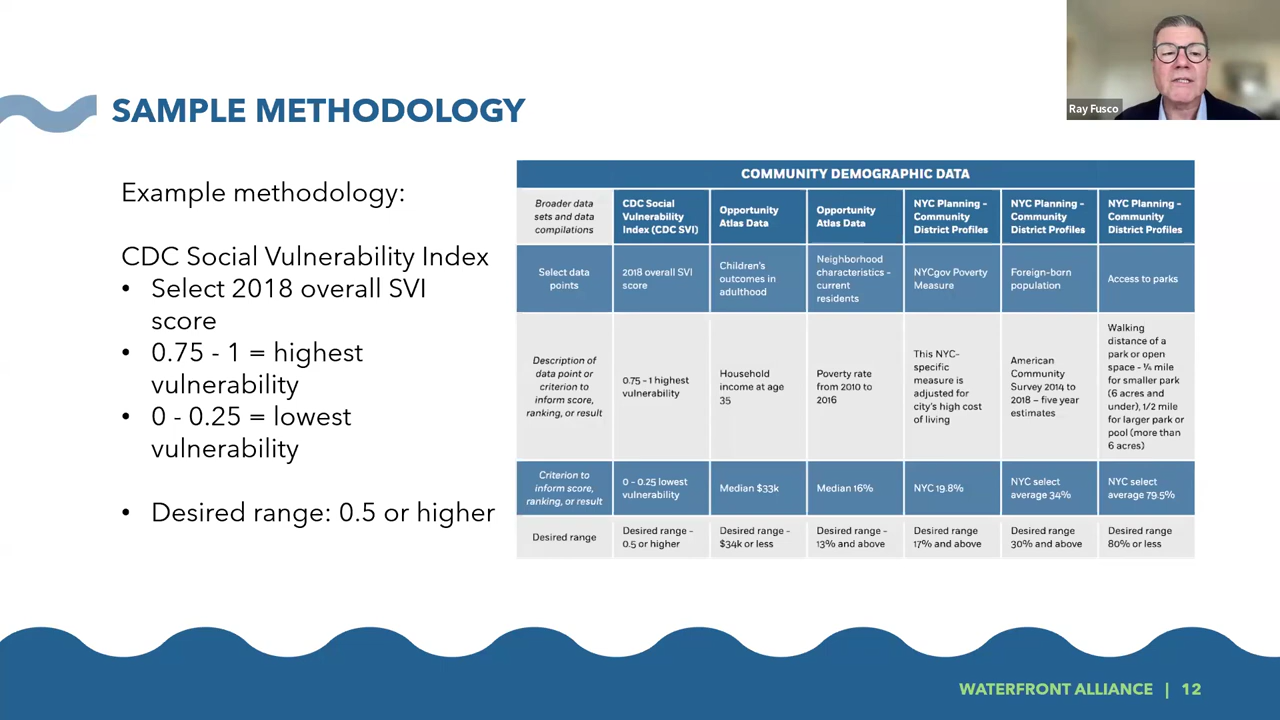 Ray Fusco
SAMPLE METHODOLOGY
Example methodology:
CDC Social Vulnerability Index
• Select 2018 overall SVI
score
• 0.75 - 1 = highest
vulnerability
• 0 - 0.25 = lowest
vulnerability
• Desired range: 0.5 or higher
COMMUNITY DEMOGRAPHIC DATA
Broader data
sets and data
compilations
CDC Social
Vulnerability
Index (CDC SVI)
Opportunity
Atlas Data
Opportunity
Atlas Data
NYC Planning -
Community
District Profiles
NYC Planning -
Community
District Profiles
NYC Planning -
Community
District Profiles
Select data
points
2018 overall SVI
score
Children's
outcomes in
adulthood
Neighborhood
characteristics -
current
residents
NYCgov Poverty
Measure
Foreign-born
population
Access to parks
Description of
data point or
criterion to
inform score,
ranking, or result
0.75 - 1 highest
vulnerability
Household
income at age
35
Poverty rate
from 2010 to
2016
This NYC-
specific
measure is
adjusted for
city's high cost
of living
American
Community
Survey 2014 to
2018 – five year
estimates
Walking
distance of a
park or open
space - ¼ mile
for smaller park
(6 acres and
under), 1/2 mile
for larger park or
pool (more than
6 acres)
Criterion to
inform score,
ranking, or result
0 - 0.25 lowest
vulnerability
Median $33k
Median 16%
NYC 19.8%
NYC select
average 34%
NYC select
average 79.5%
Desired range
Desired range -
0.5 or higher
Desired range -
$34k or less
Desired range -
13% and above
Desired range
17% and above
Desired range
30% and above
Desired range
80% or less
WATERFRONT ALLIANCE | 12